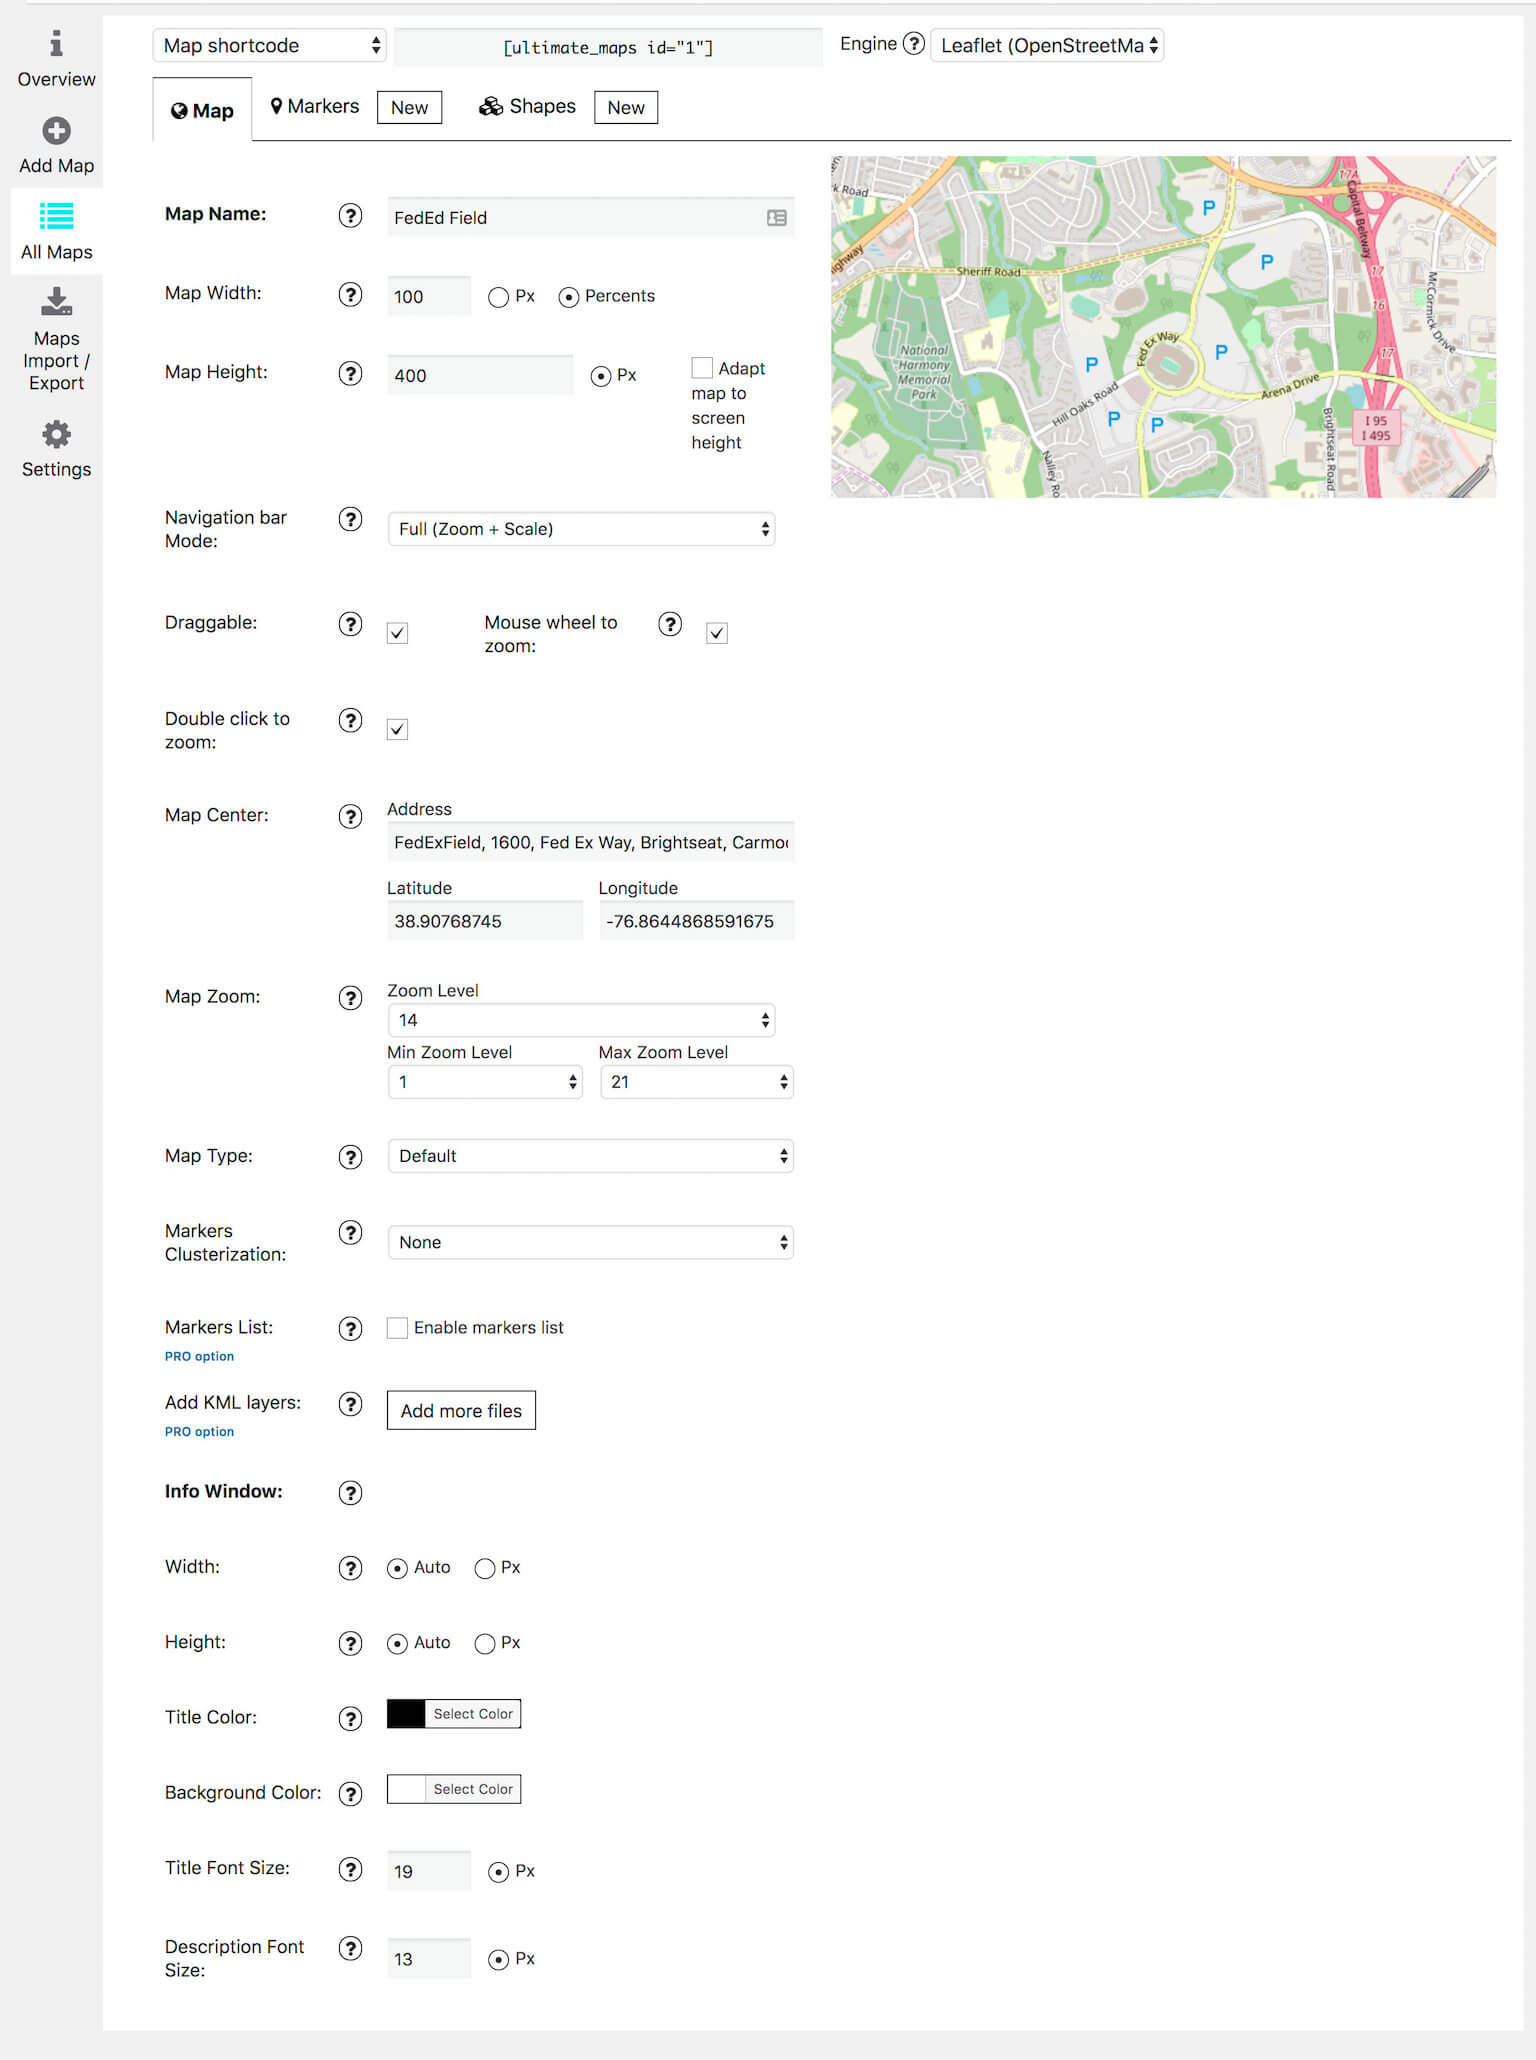 Overview
Add Map
All Maps
Maps
Import /
Export
Settings
Map shortcode
[ultimate_maps id="1"]
Engine ?
Leaflet (OpenStreetMa
Map
Markers
New
Shapes
New
Map Name: ?
FedEd Field
Map Width: ?
100
Px
Percents
Map Height: ?
400
Px
Adapt
map to
screen
height
Navigation bar
Mode:
?
Full (Zoom + Scale)
Draggable: ?
Mouse wheel to
zoom:
?
Double click to
zoom:
?
Map Center: ?
Address
FedExField, 1600, Fed Ex Way, Brightseat, Carmo
Latitude
Longitude
38.90768745
-76.8644868591675
Map Zoom: ?
Zoom Level
14
Min Zoom Level
Max Zoom Level
1
21
Map Type: ?
Default
Markers
Clusterization:
?
None
Markers List: ?
Enable markers list
PRO option
Add KML layers: ?
Add more files
PRO option
Info Window: ?
Width: ?
Auto
Px
Height: ?
Auto
Px
Title Color: ?
Select Color
Background Color: ?
Select Color
Title Font Size: ?
19
Px
Description Font
Size:
?
13
Px
k Road
highway
Sheriff Road
P
P
17A
Capital Beltway
17
16
17
McCormick Drive
National
Harmony
Memorial
Park
Fed Ex Way
P
P
Hill Oaks Road
P
P
Arena Drive
Nalley Ro
Brightseat Road
I 95
I 495